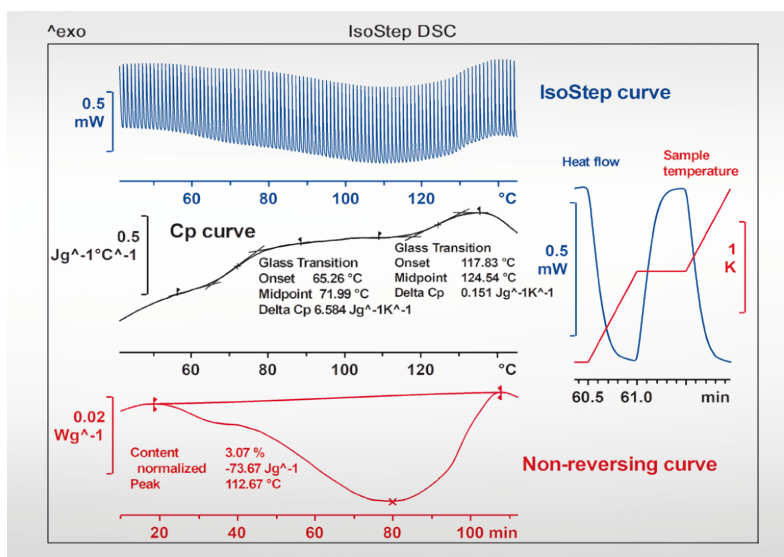 ^exo
IsoStep DSC
0.5
mW
IsoStep curve
60 80 100 120 °C
Heat flow
Sample
temperature
0.5
mW
1
K
60.5 61.0 min
0.5
Jg^-1°C^-1
Cp curve
Glass Transition
Onset 65.26 °C
Midpoint 71.99 °C
Delta Cp 6.584 Jg^-1K^-1
Glass Transition
Onset 117.83 °C
Midpoint 124.54 °C
Delta Cp 0.151 Jg^-1K^-1
60 80 100 120 °C
0.02
Wg^-1
Content 3.07 %
normalized -73.67 Jg^-1
Peak 112.67 °C
Non-reversing curve
20 40 60 80 100 min